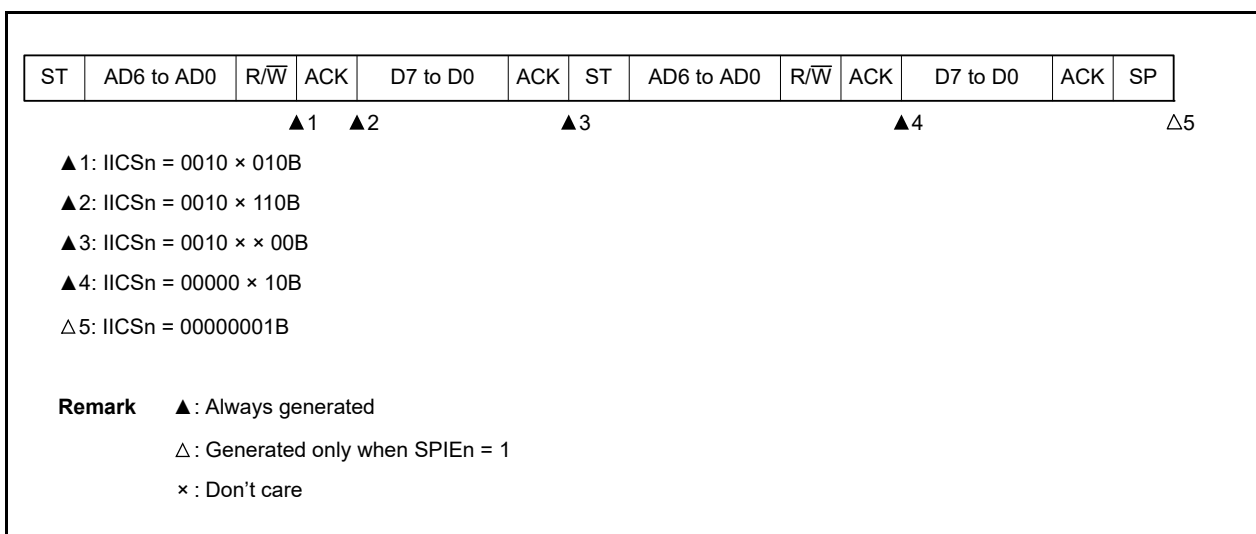 ST AD6 to AD0 R/W̅ ACK D7 to D0 ACK ST AD6 to AD0 R/W̅ ACK D7 to D0 ACK SP
▲1 ▲2 ▲3 ▲4 △5
▲1: IICSn = 0010 × 010B
▲2: IICSn = 0010 × 110B
▲3: IICSn = 0010 × × 00B
▲4: IICSn = 00000 × 10B
△5: IICSn = 00000001B
Remark ▲: Always generated
△: Generated only when SPIEn = 1
×: Don't care